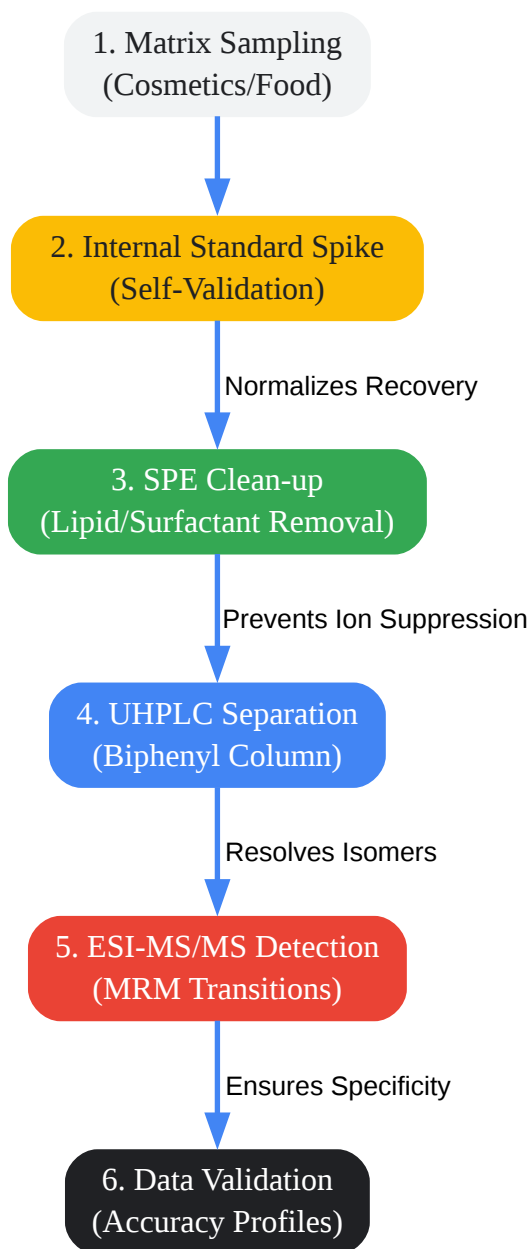 1. Matrix Sampling
(Cosmetics/Food)
2. Internal Standard Spike
(Self-Validation)
Normalizes Recovery
3. SPE Clean-up
(Lipid/Surfactant Removal)
Prevents Ion Suppression
4. UHPLC Separation
(Biphenyl Column)
Resolves Isomers
5. ESI-MS/MS Detection
(MRM Transitions)
Ensures Specificity
6. Data Validation
(Accuracy Profiles)